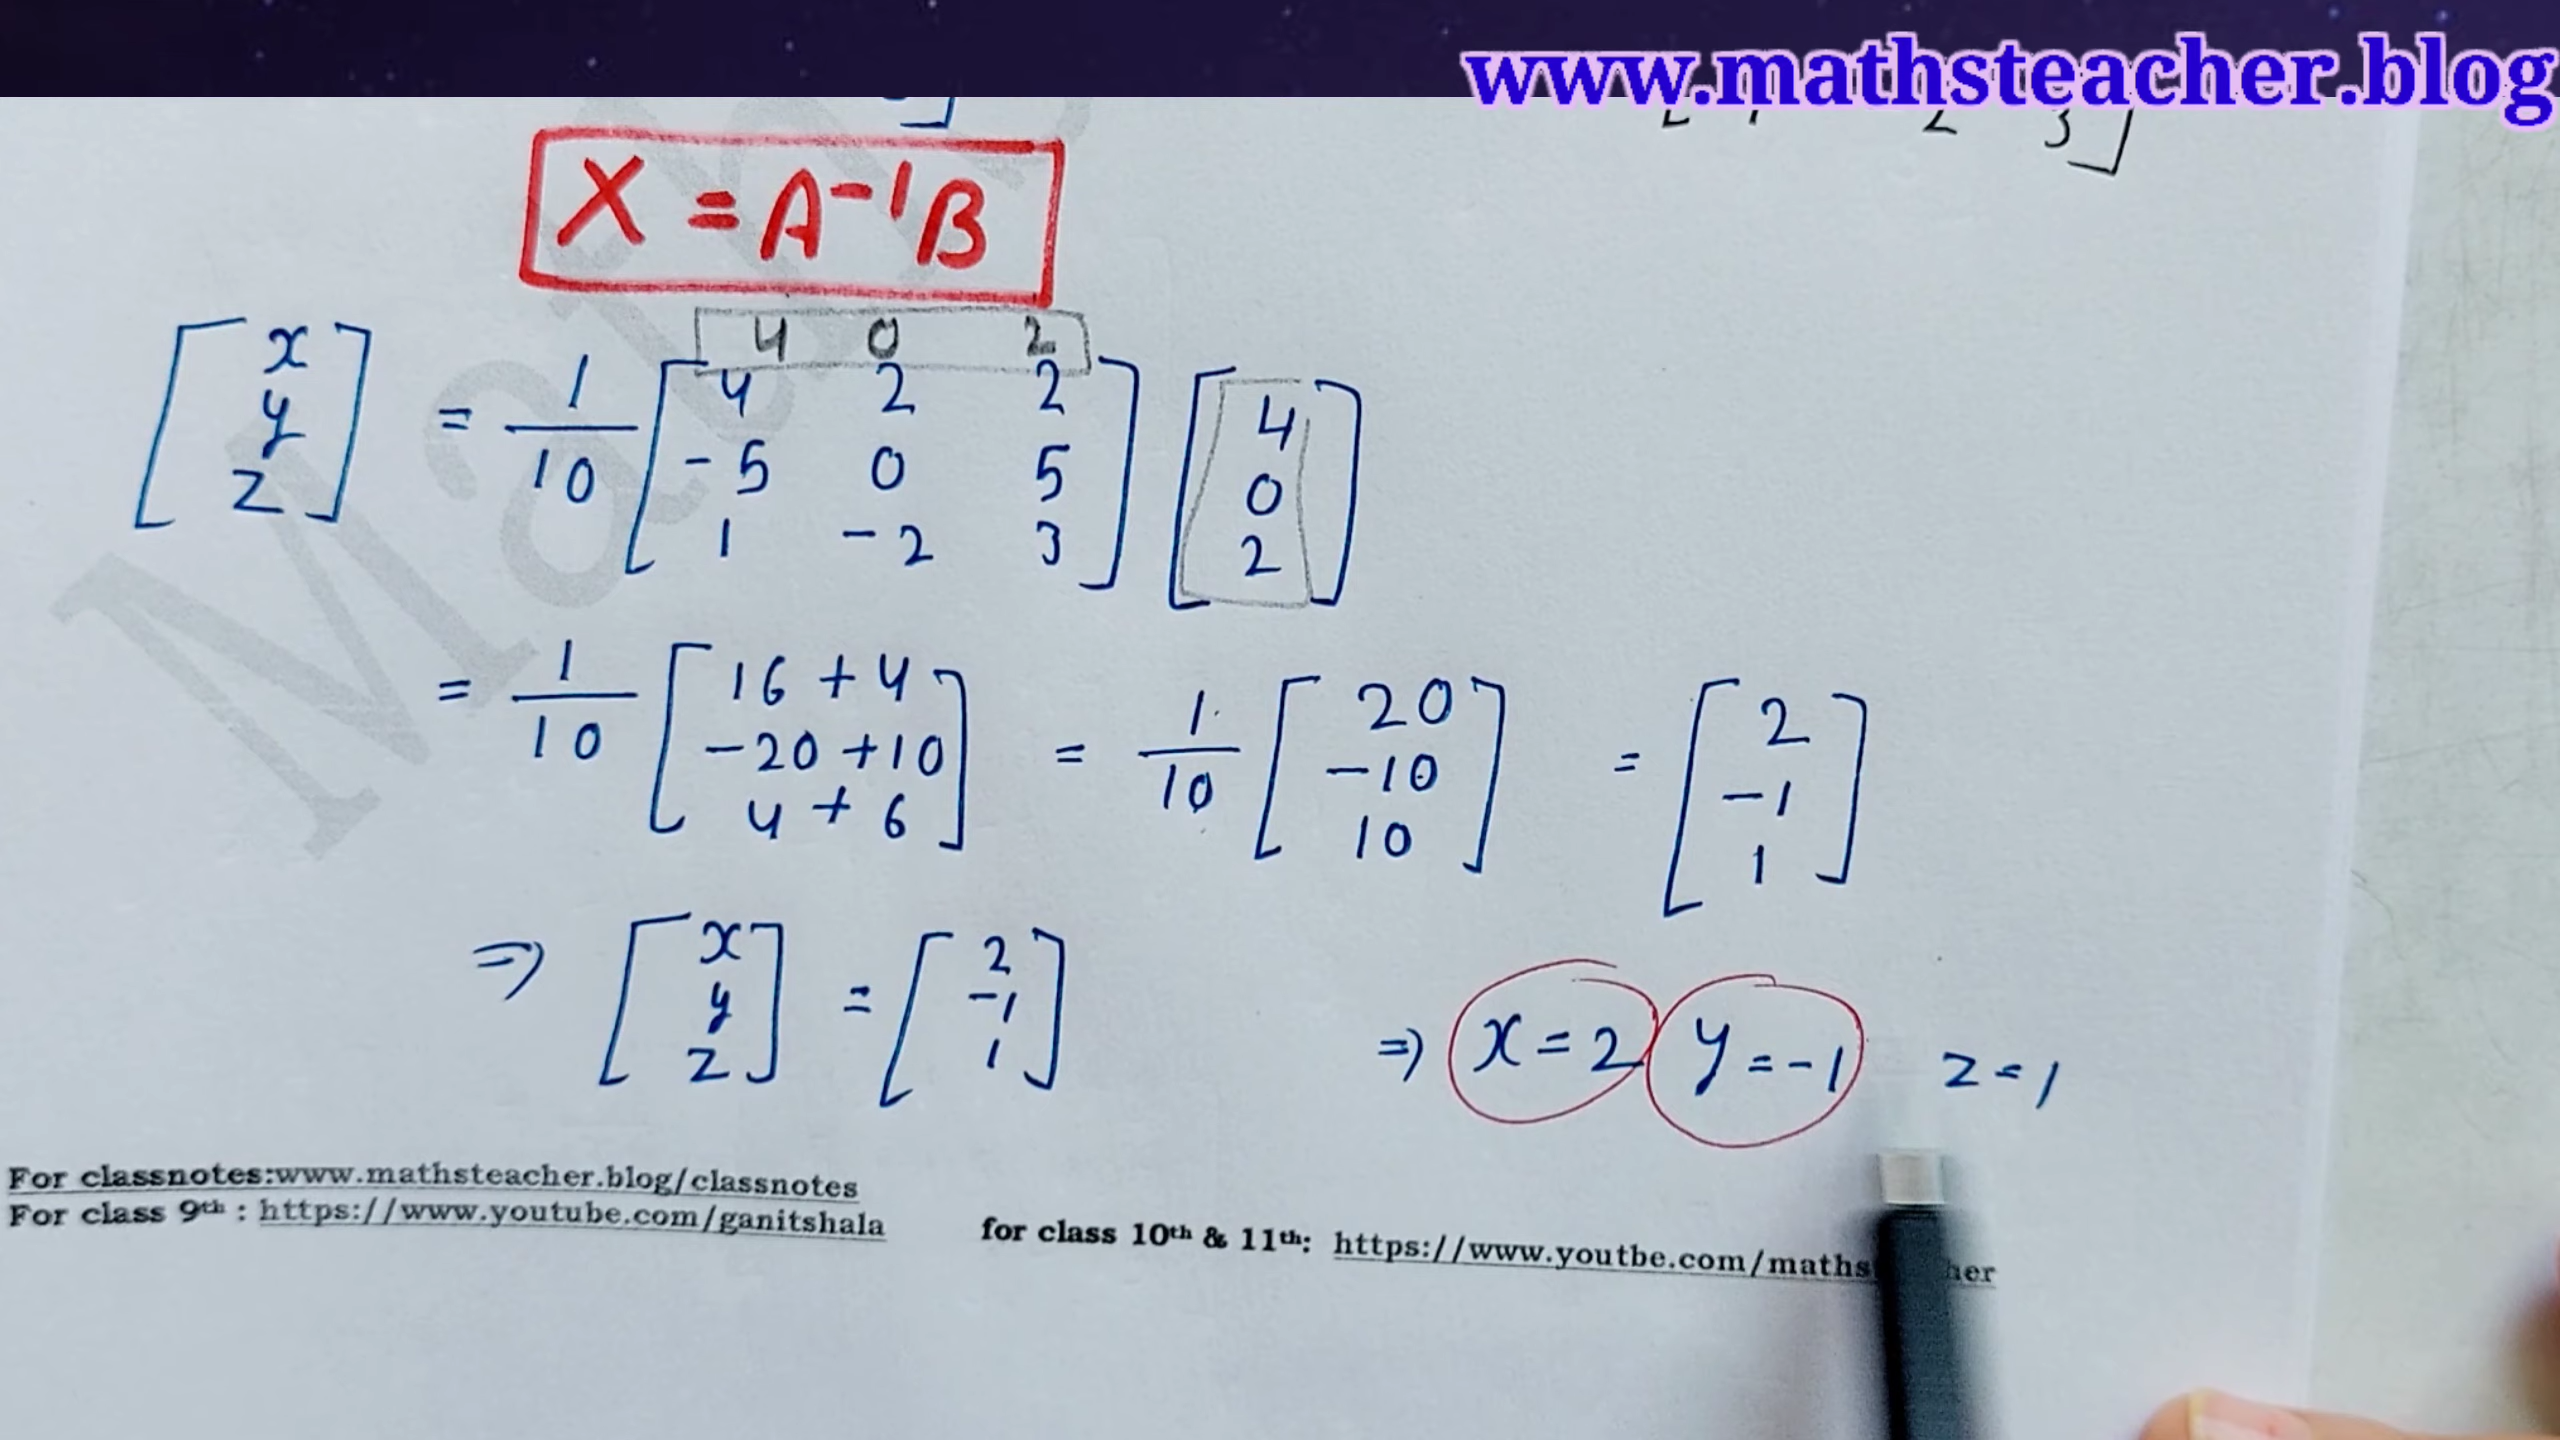 www.mathsteacher.blog
2 3 ]
X = A⁻¹B
4 0 2
[ x y z ] = 1/10 [ 4 2 2 ; -5 0 5 ; 1 -2 3 ] [ 4 0 2 ]
= 1/10 [ 16 + 4 ; -20 + 10 ; 4 + 6 ] = 1/10 [ 20 ; -10 ; 10 ] = [ 2 ; -1 ; 1 ]
⇒ [ x y z ] = [ 2 ; -1 ; 1 ] ⇒ x = 2 y = -1 z = 1
For classnotes:www.mathsteacher.blog/classnotes
For class 9th : https://www.youtube.com/ganitshala
for class 10th & 11th: https://www.youtbe.com/maths